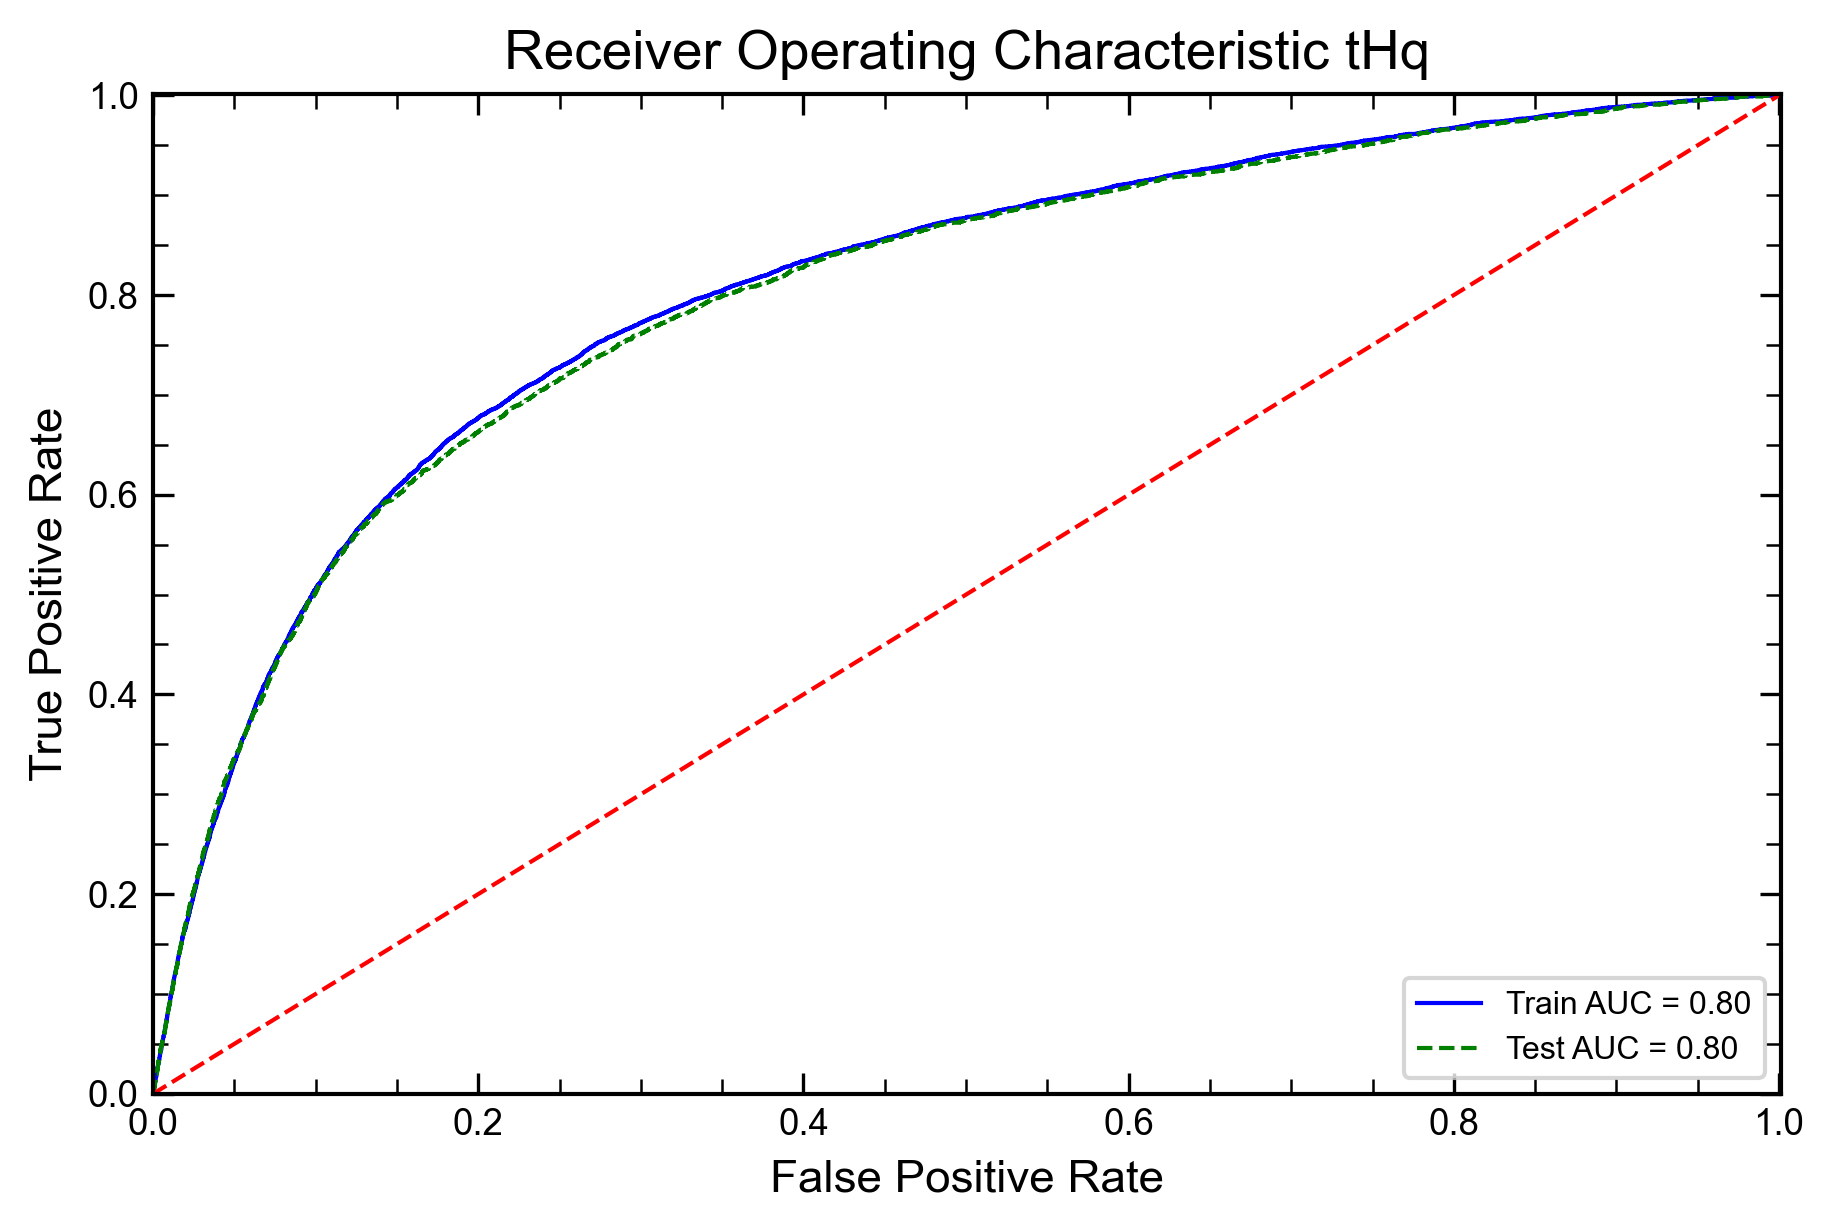 Receiver Operating Characteristic tHq
1.0
0.8
0.6
0.4
0.2
0.0
True Positive Rate
0.0 0.2 0.4 0.6 0.8 1.0
False Positive Rate
Train AUC = 0.80
Test AUC = 0.80